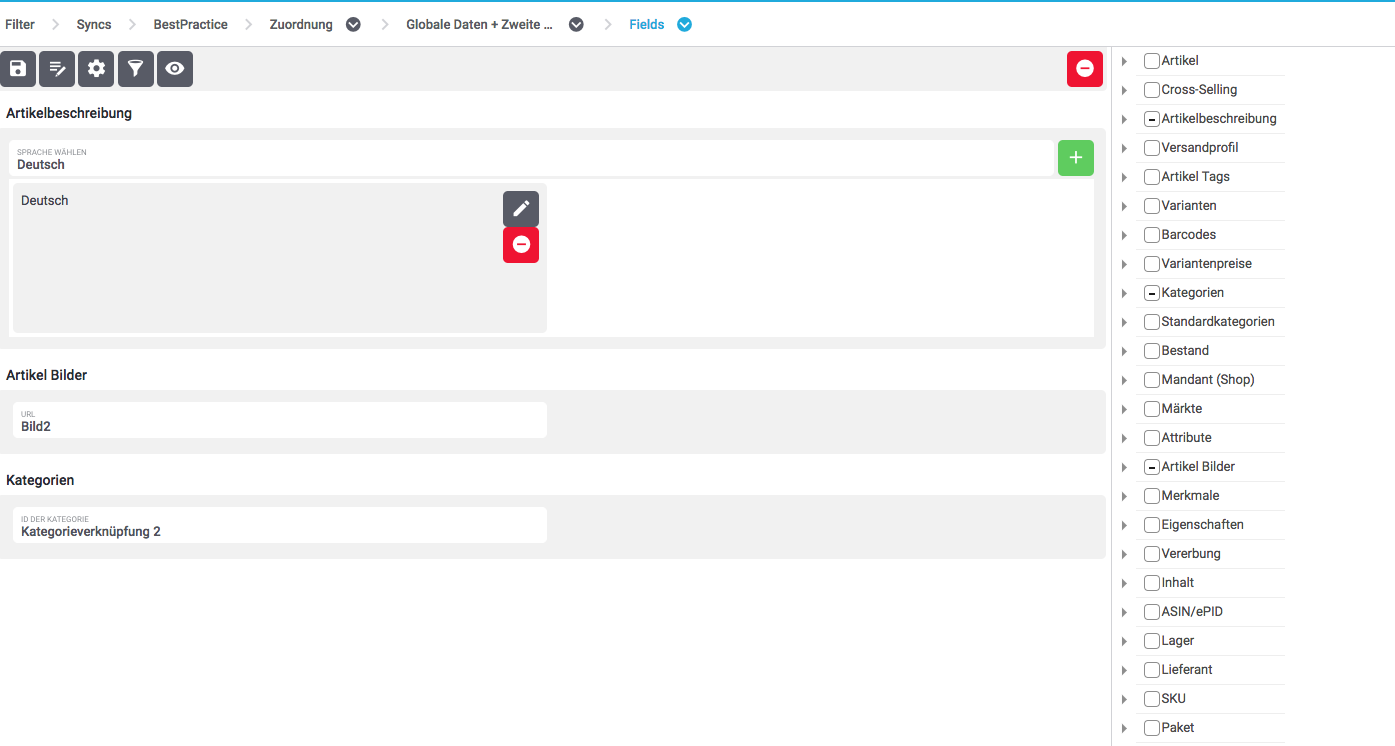 Filter Syncs BestPractice Zuordnung Globale Daten + Zweite ... Fields
Artikelbeschreibung
SPRACHE WÄHLEN
Deutsch
Deutsch
Artikel Bilder
URL
Bild2
Kategorien
ID DER KATEGORIE
Kategorieverknüpfung 2
Artikel
Cross-Selling
Artikelbeschreibung
Versandprofil
Artikel Tags
Varianten
Barcodes
Variantenpreise
Kategorien
Standardkategorien
Bestand
Mandant (Shop)
Märkte
Attribute
Artikel Bilder
Merkmale
Eigenschaften
Vererbung
Inhalt
ASIN/ePID
Lager
Lieferant
SKU
Paket